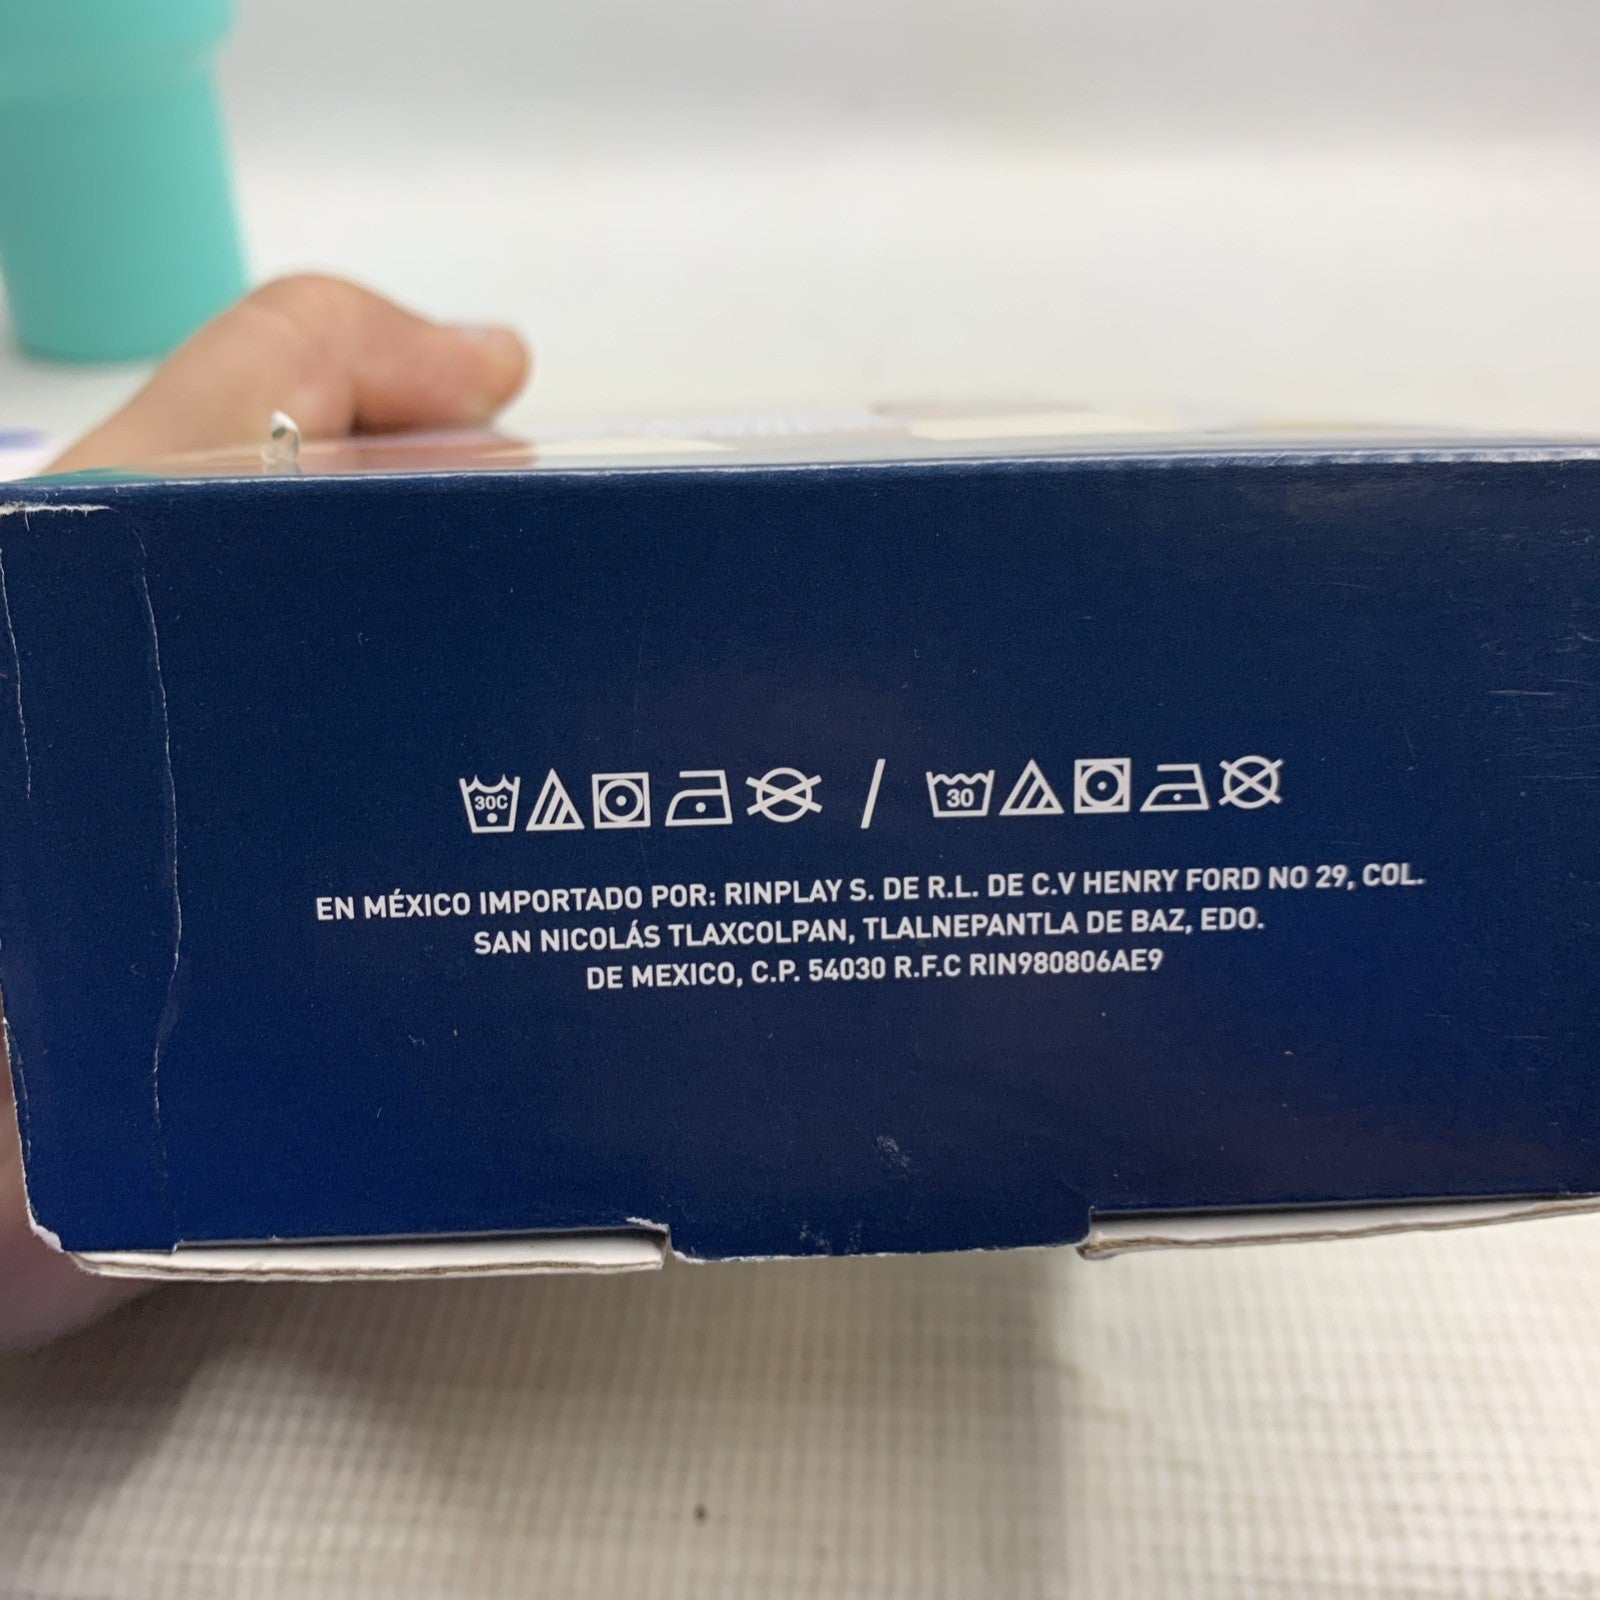 30C / 30
EN MÉXICO IMPORTADO POR: RINPLAY S. DE R.L. DE C.V HENRY FORD NO 29, COL.
SAN NICOLÁS TLAXCOLPAN, TLALNEPANTLA DE BAZ, EDO.
DE MEXICO, C.P. 54030 R.F.C RIN980806AE9